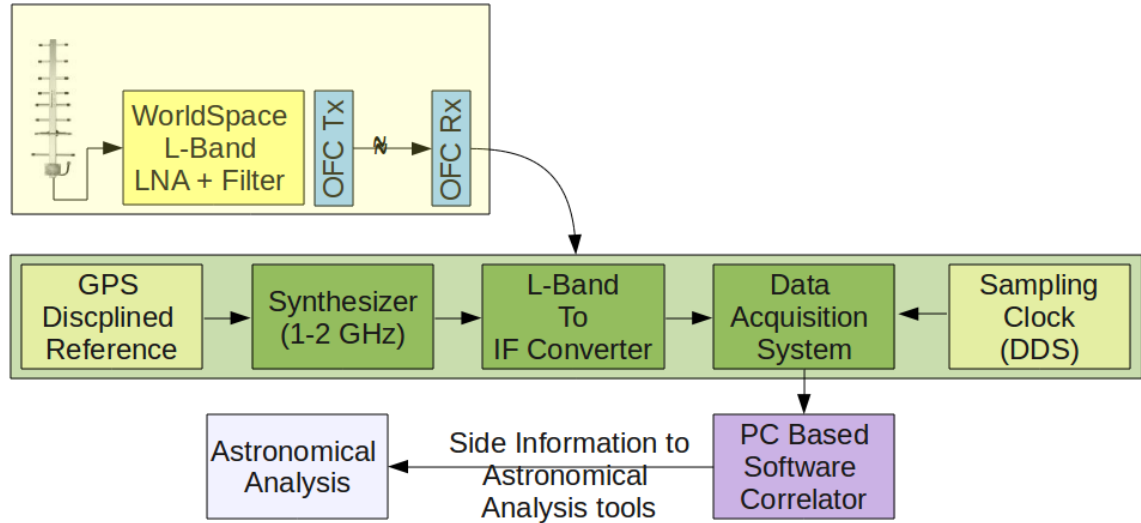 WorldSpace
L-Band
LNA + Filter
OFC Tx
OFC Rx
GPS
Discplined
Reference
Synthesizer
(1-2 GHz)
L-Band
To
IF Converter
Data
Acquisition
System
Sampling
Clock
(DDS)
Astronomical
Analysis
Side Information to
Astronomical
Analysis tools
PC Based
Software
Correlator